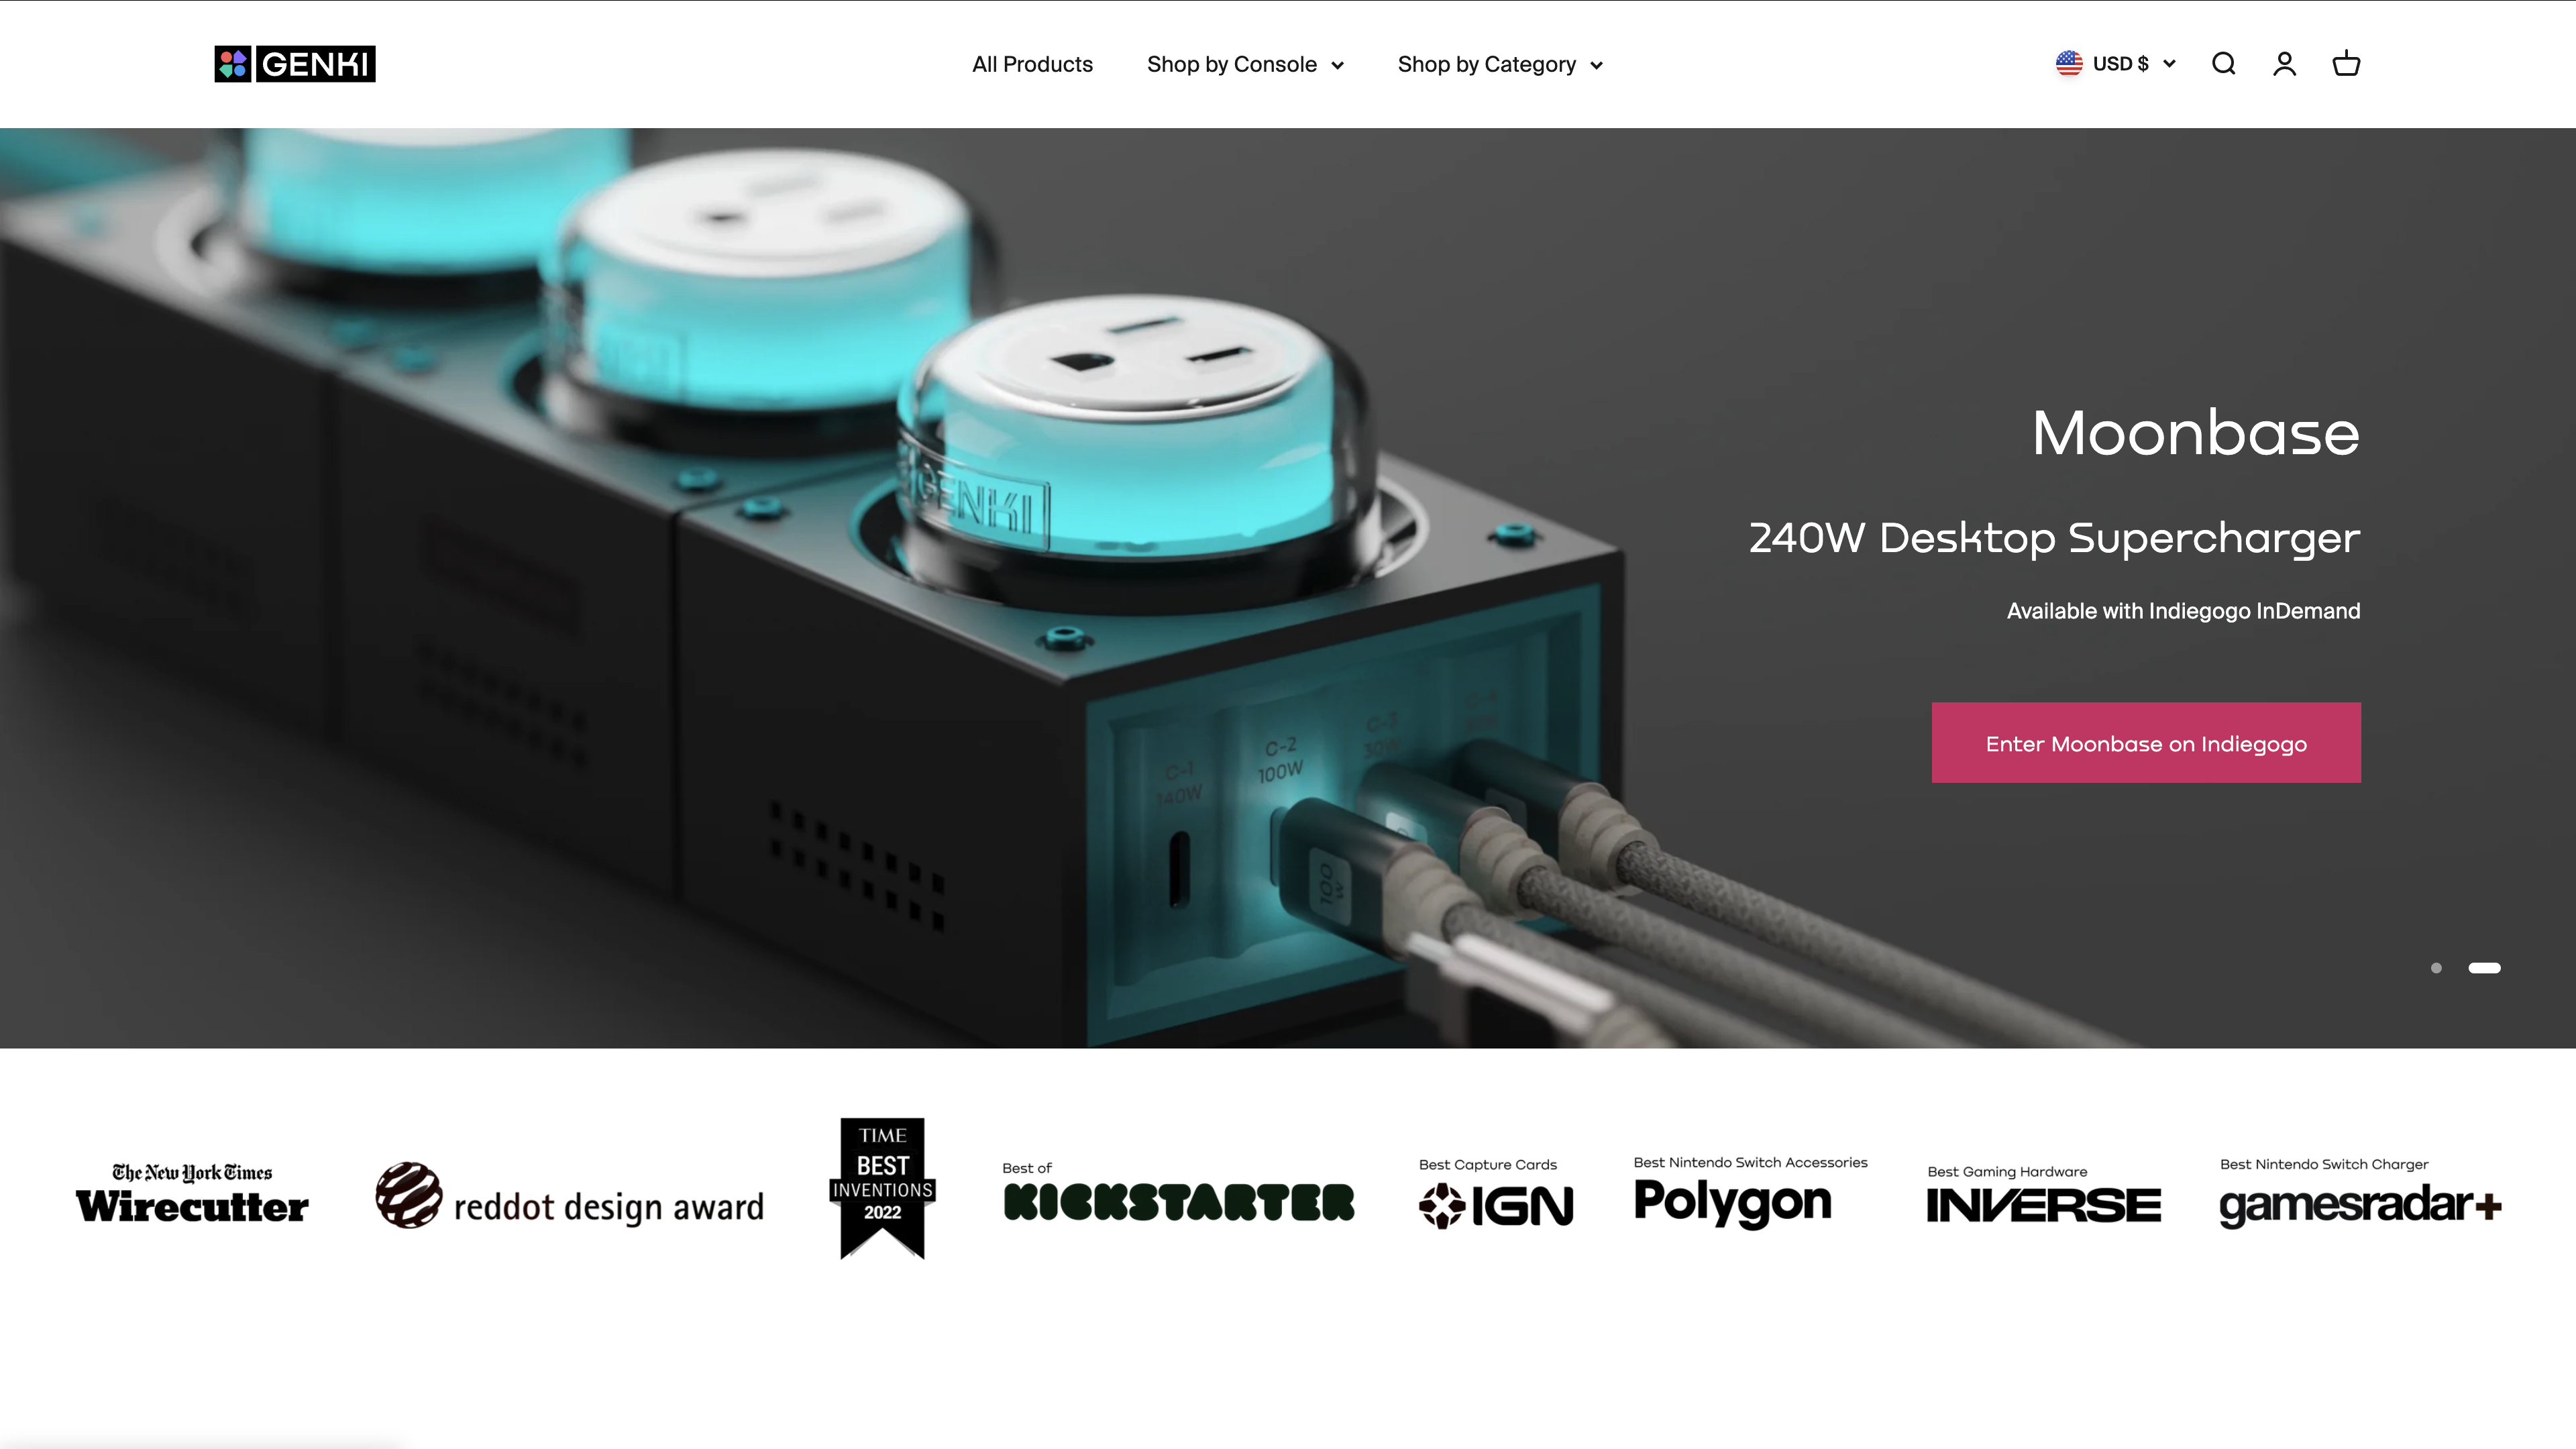 GENKI
All Products
Shop by Console
Shop by Category
USD $
GENKI
Moonbase
240W Desktop Supercharger
Available with Indiegogo InDemand
Enter Moonbase on Indiegogo
C-1
140W
C-2
100W
C-3
30W
C-4
100
W
The New York Times
Wirecutter
reddot design award
TIME
BEST
INVENTIONS
2022
Best of
KICKSTARTER
Best Capture Cards
IGN
Best Nintendo Switch Accessories
Polygon
Best Gaming Hardware
INVERSE
Best Nintendo Switch Charger
gamesradar+